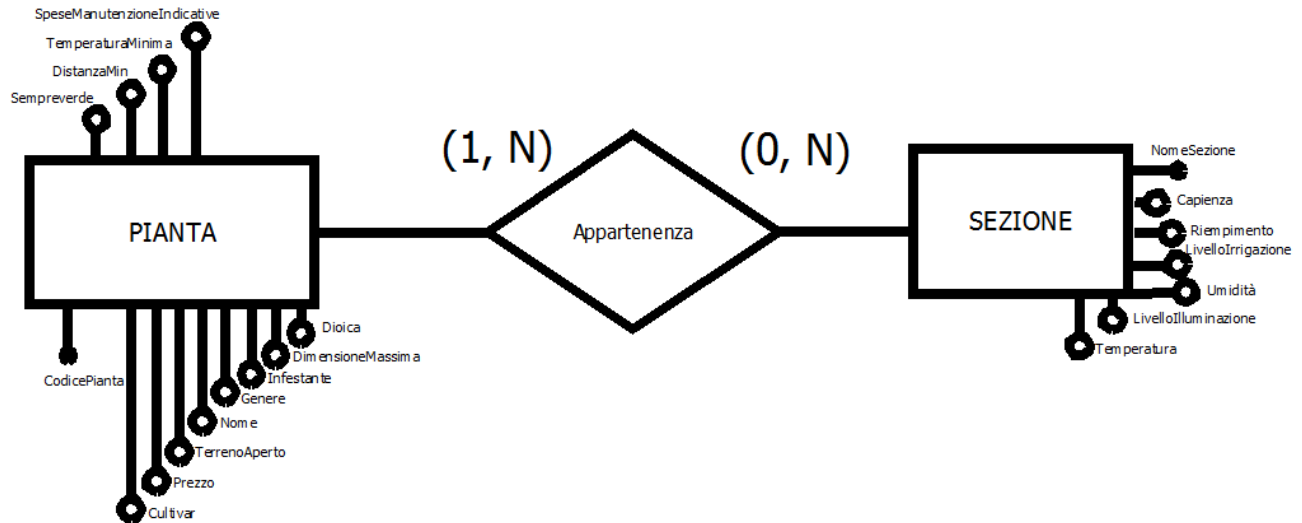 SpeseManutenzioneIndicative
TemperaturaMinima
DistanzaMin
Sempreverde
(1, N)
(0, N)
PIANTA
Appartenenza
SEZIONE
NomeSezione
Capienza
Riempimento
LivelloIrrigazione
Umidità
LivelloIlluminazione
Temperatura
Dioica
DimensioneMassima
Infestante
Genere
Nome
TerrenoAperto
Prezzo
Cultivar
CodicePianta